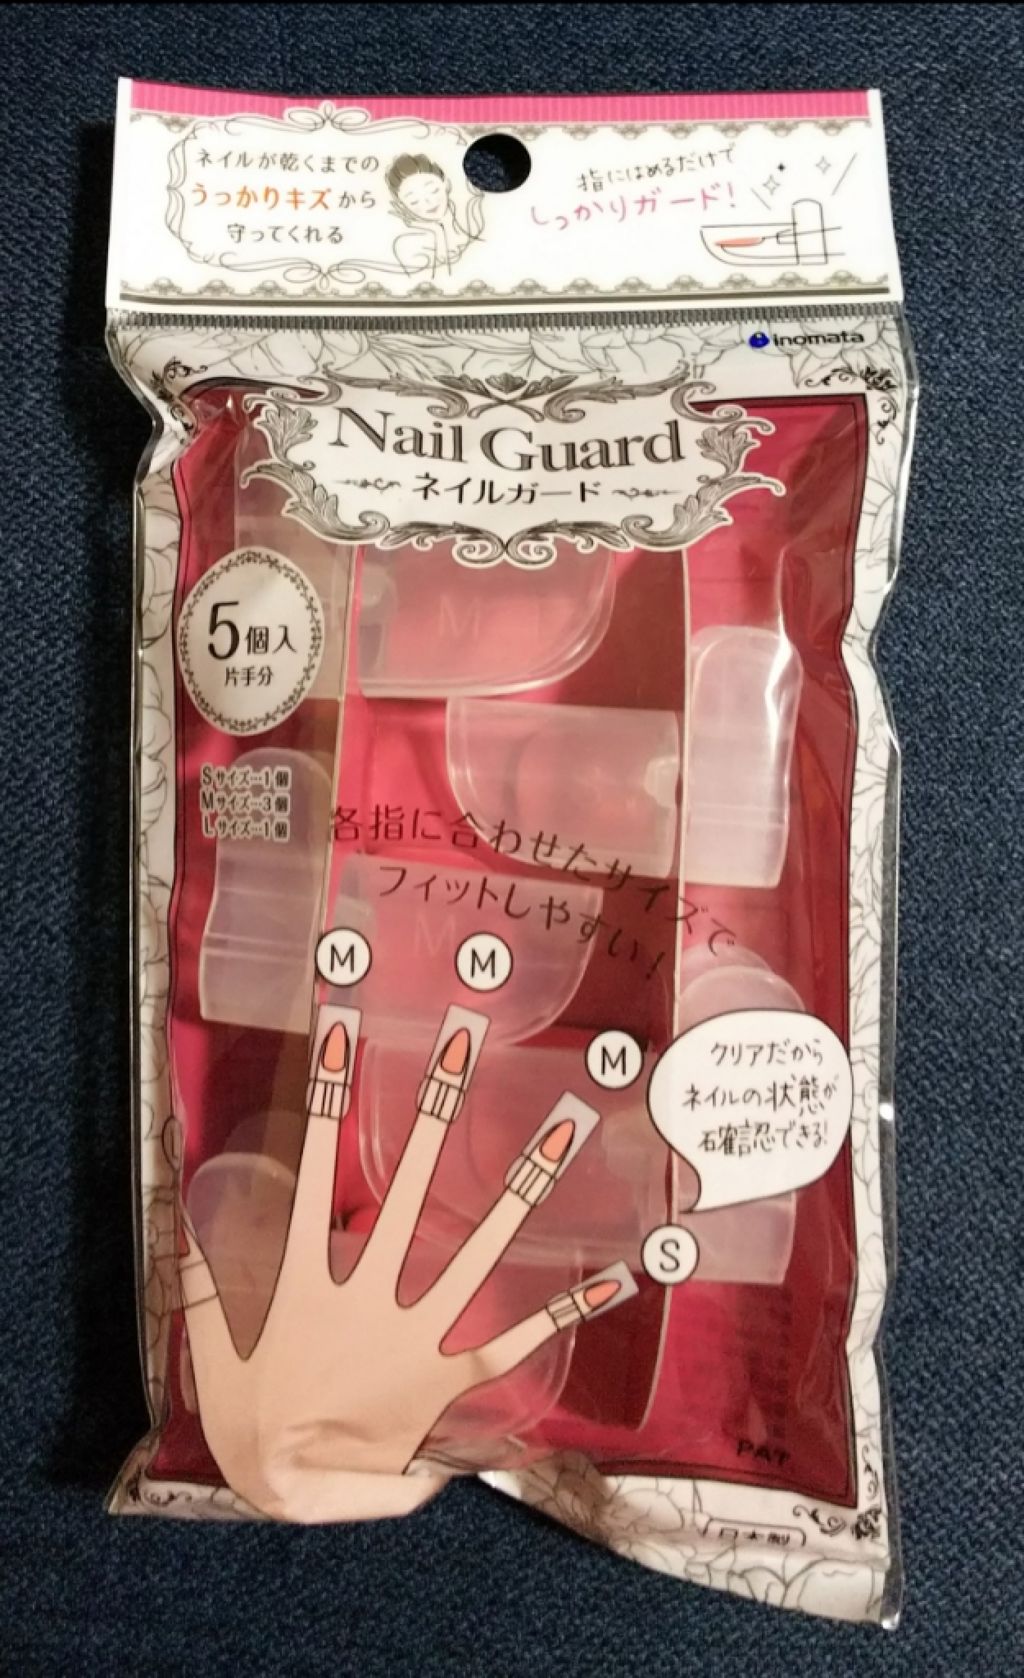 ネイルが乾くまでの
うっかりキズから
守ってくれる
指にはめるだけで
しっかりガード!
inomata
Nail Guard
ネイルガード
5個入
片手分
M
Sサイズ…1個
Mサイズ…3個
Lサイズ…1個
各指に合わせたサイズで
フィットしやすい!
M
M
M
M
S
クリアだから
ネイルの状態が
確認できる!
PAT
日本製